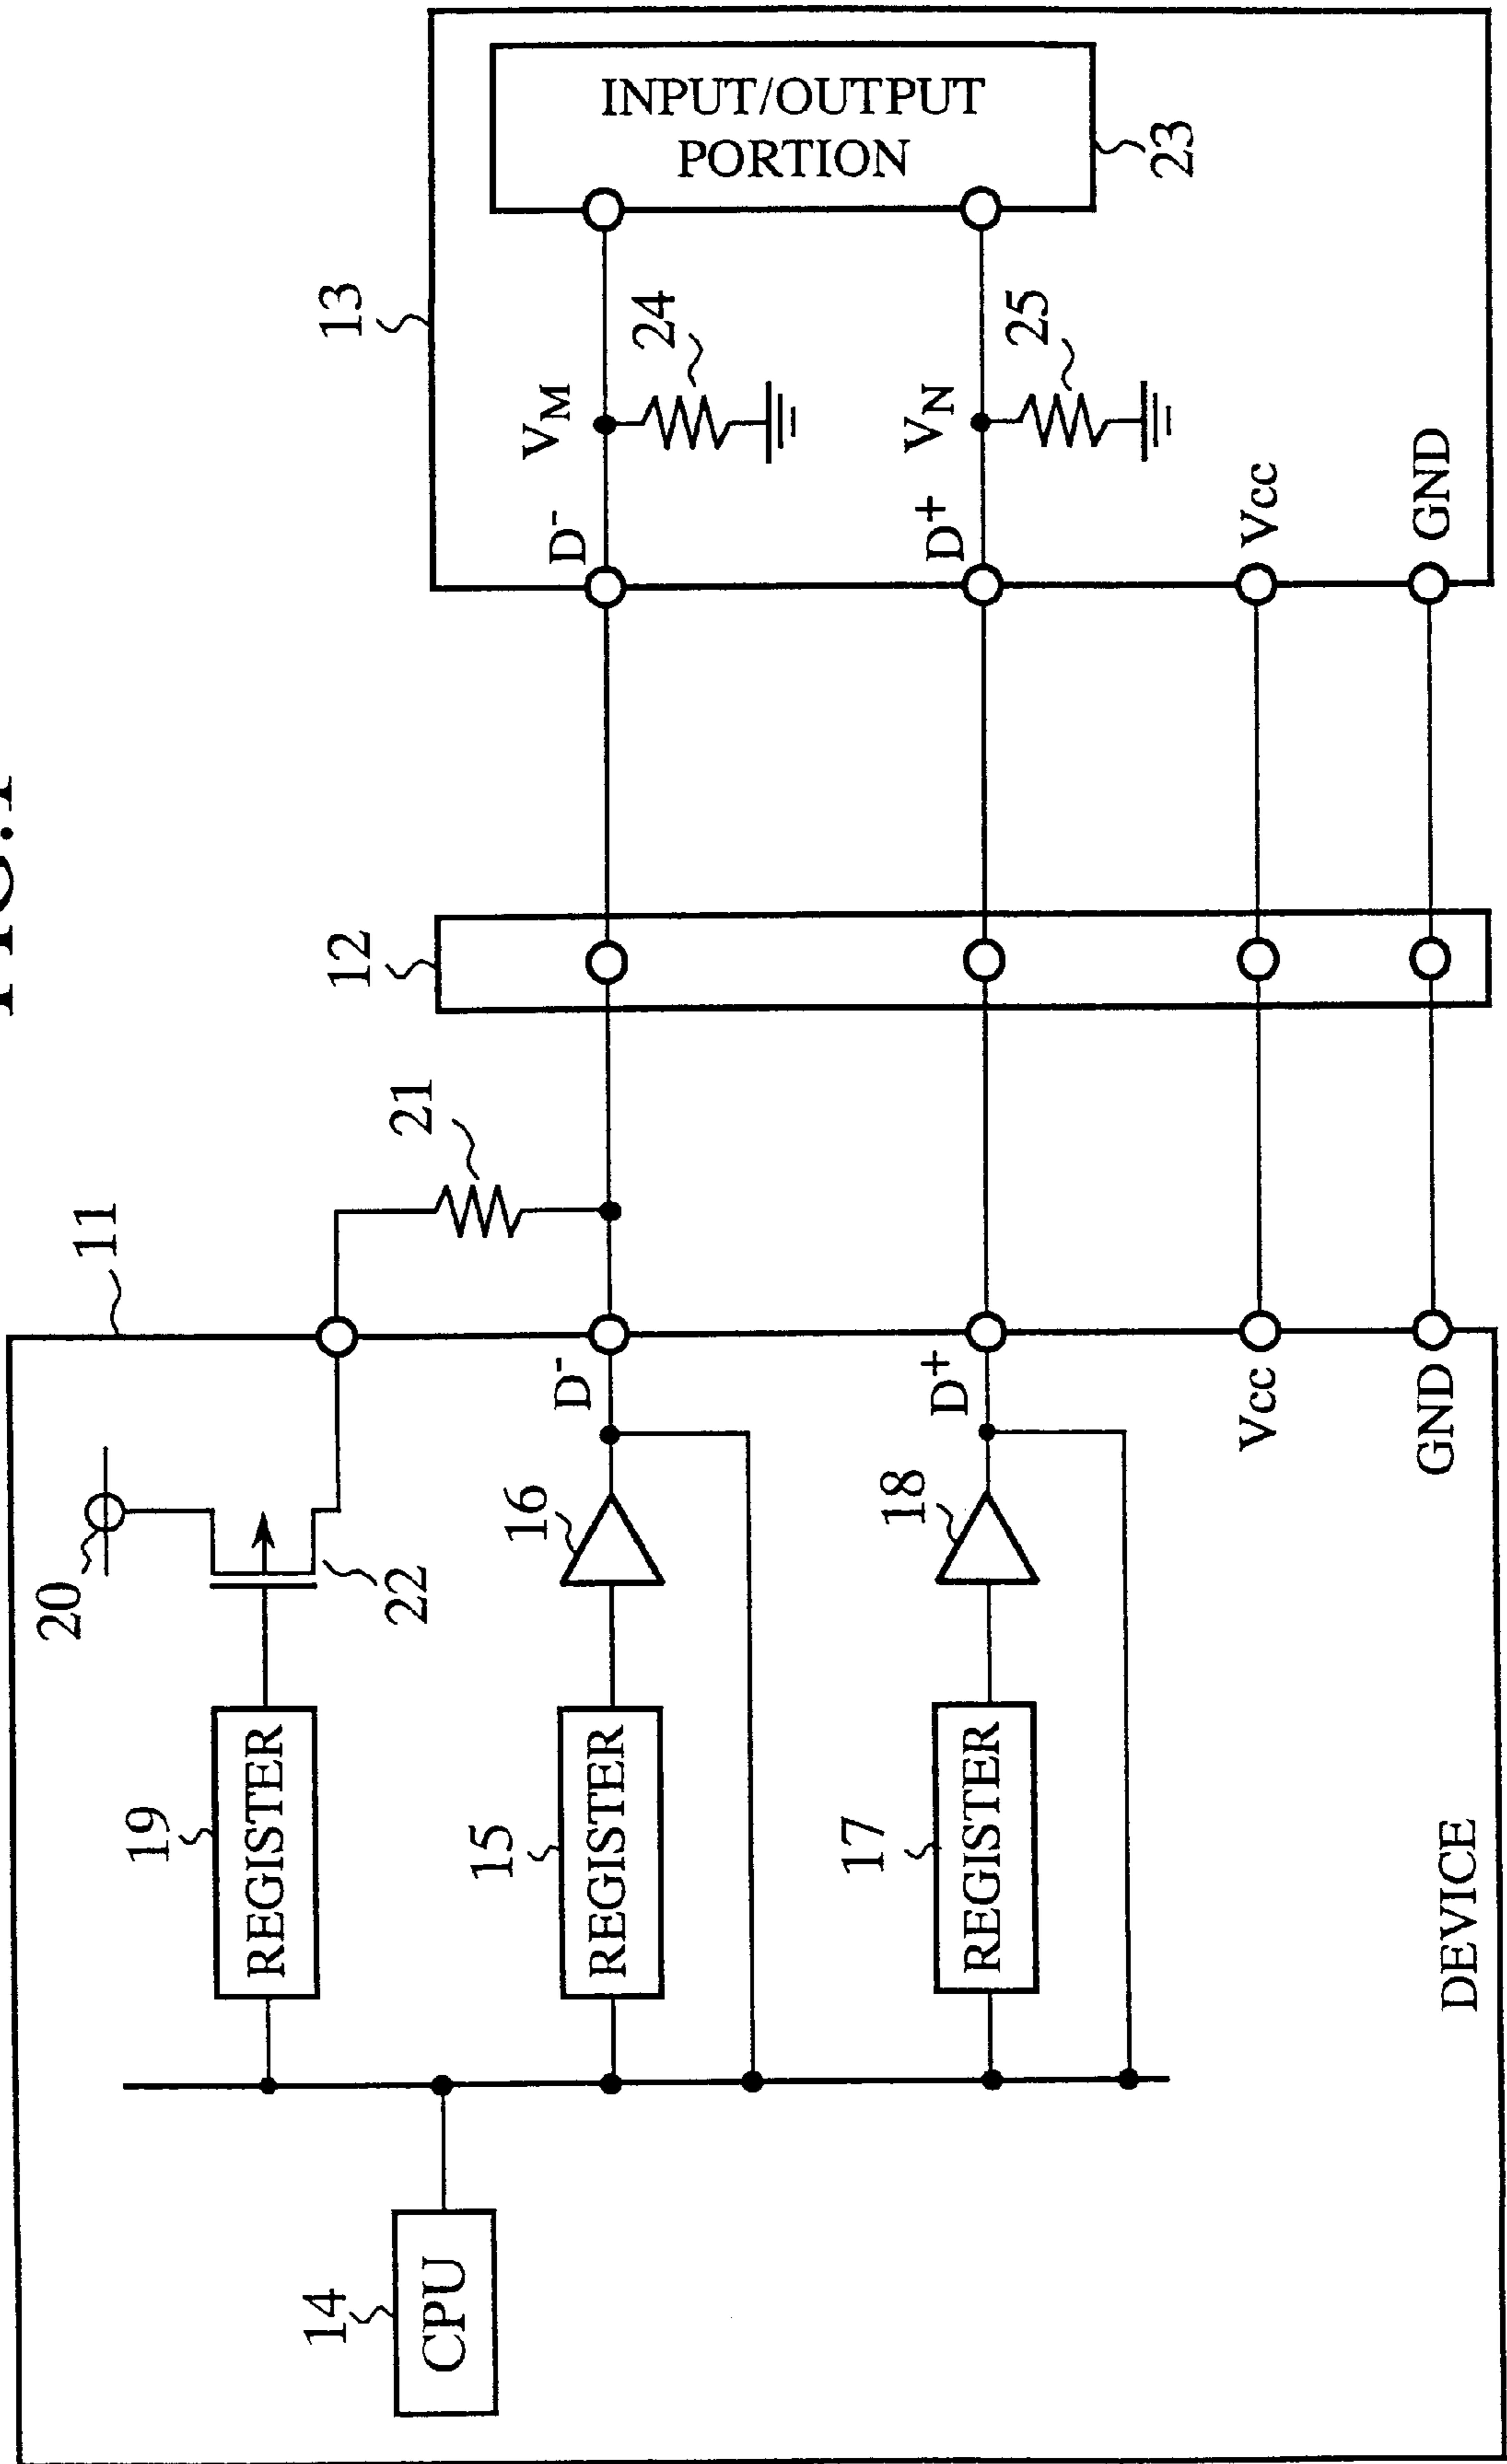 11
20
22
19
REGISTER
16
15
REGISTER
18
17
REGISTER
14
CPU
D-
D+
Vcc
GND
DEVICE
21
12
13
D-
D+
Vcc
GND
VM
24
VN
25
INPUT/OUTPUT
PORTION
23